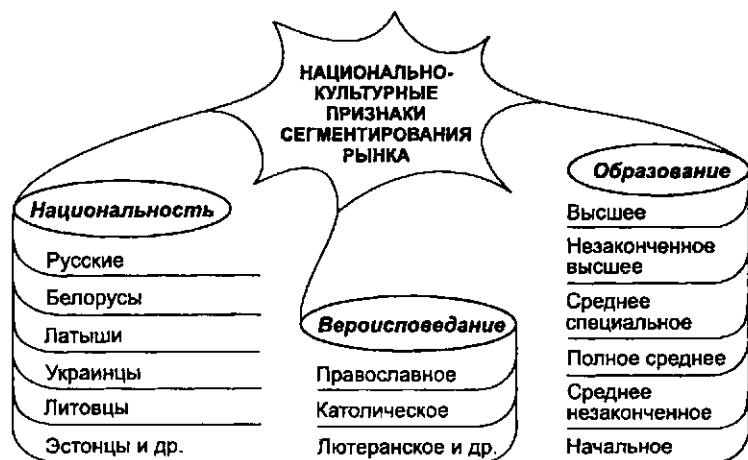 НАЦИОНАЛЬНО-
КУЛЬТУРНЫЕ
ПРИЗНАКИ
СЕГМЕНТИРОВАНИЯ
РЫНКА
Национальность
Русские
Белорусы
Латыши
Украинцы
Литовцы
Эстонцы и др.
Вероисповедание
Православное
Католическое
Лютеранское и др.
Образование
Высшее
Незаконченное
высшее
Среднее
специальное
Полное среднее
Среднее
незаконченное
Начальное